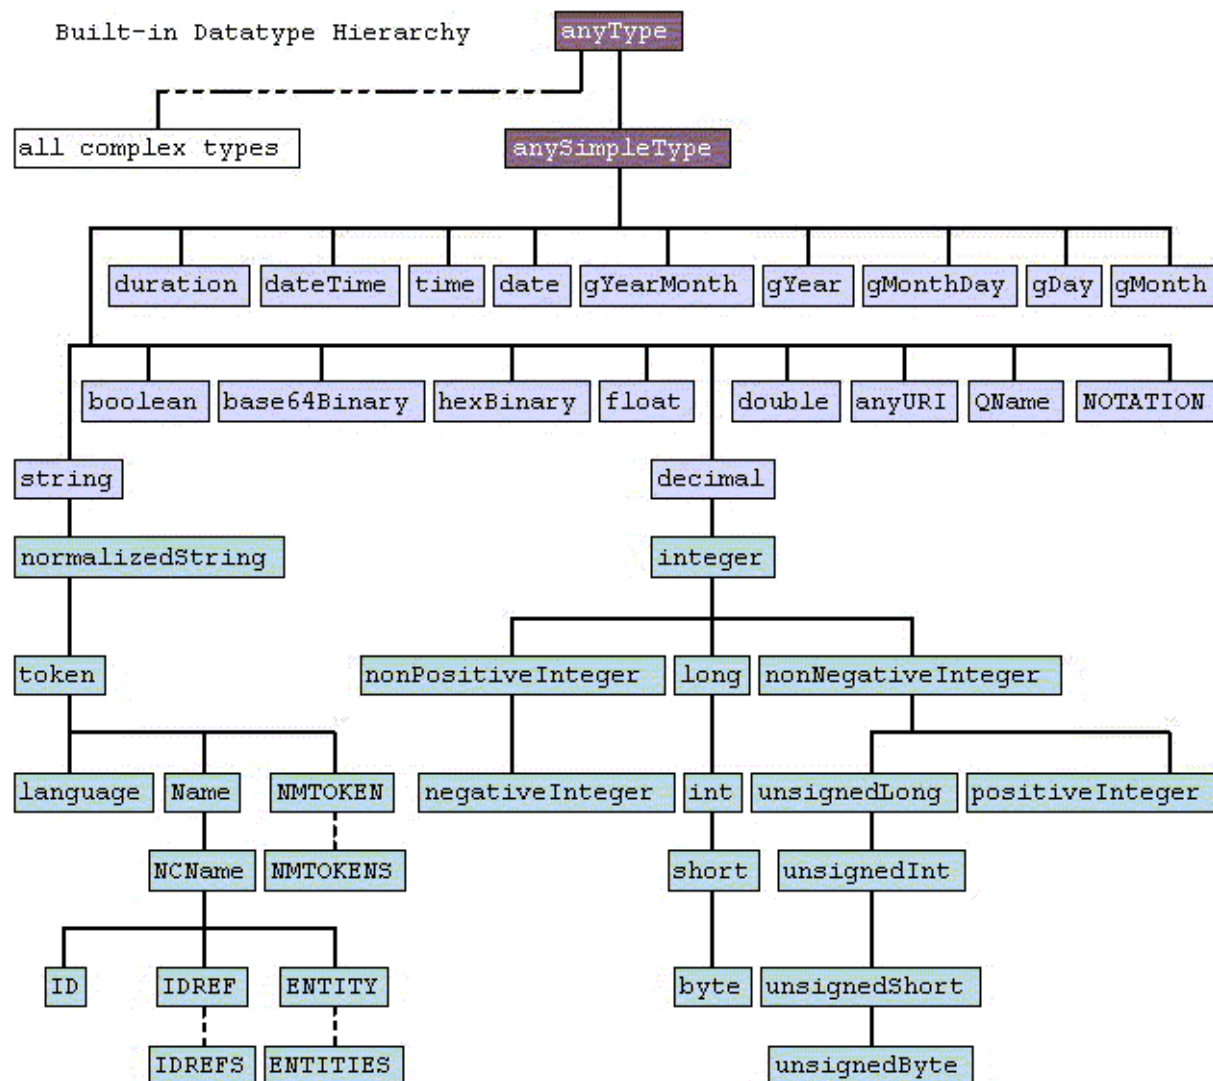 Built-in Datatype Hierarchy anyType
all complex types anySimpleType
duration dateTime time date gYearMonth gYear gMonthDay gDay gMonth
boolean base64Binary hexBinary float double anyURI QName NOTATION
string decimal
normalizedString integer
token nonPositiveInteger long nonNegativeInteger
language Name NMTOKEN negativeInteger int unsignedLong positiveInteger
NCName NMTOKENS short unsignedInt
ID IDREF ENTITY byte unsignedShort
IDREFS ENTITIES unsignedByte